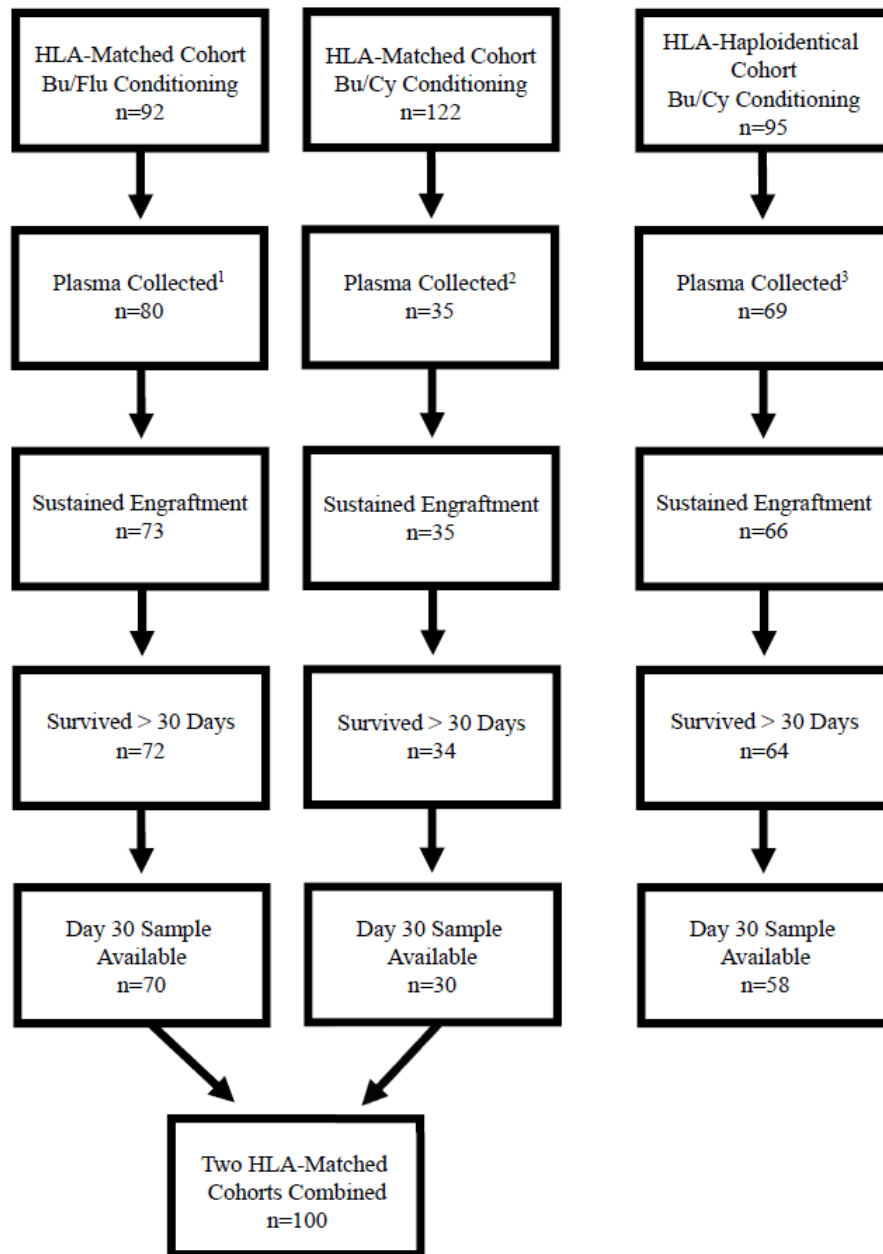 HLA-Matched Cohort
Bu/Flu Conditioning
n=92
HLA-Matched Cohort
Bu/Cy Conditioning
n=122
HLA-Haploidentical
Cohort
Bu/Cy Conditioning
n=95
Plasma Collected¹
n=80
Plasma Collected²
n=35
Plasma Collected³
n=69
Sustained Engraftment
n=73
Sustained Engraftment
n=35
Sustained Engraftment
n=66
Survived > 30 Days
n=72
Survived > 30 Days
n=34
Survived > 30 Days
n=64
Day 30 Sample
Available
n=70
Day 30 Sample
Available
n=30
Day 30 Sample
Available
n=58
Two HLA-Matched
Cohorts Combined
n=100